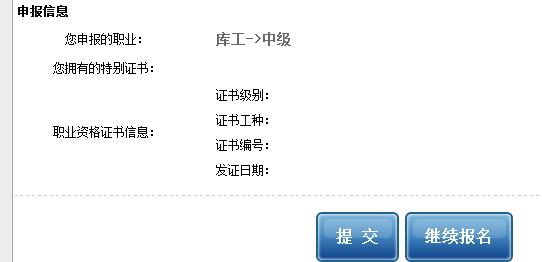 申报信息
您申报的职业： 库工->中级
您拥有的特别证书：
证书级别：
证书工种：
职业资格证书信息：
证书编号：
发证日期：
提 交 继续报名